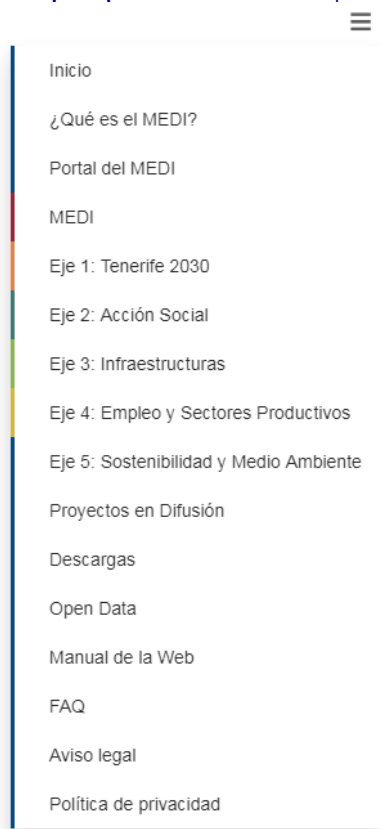 Inicio
¿Qué es el MEDI?
Portal del MEDI
MEDI
Eje 1: Tenerife 2030
Eje 2: Acción Social
Eje 3: Infraestructuras
Eje 4: Empleo y Sectores Productivos
Eje 5: Sostenibilidad y Medio Ambiente
Proyectos en Difusión
Descargas
Open Data
Manual de la Web
FAQ
Aviso legal
Política de privacidad